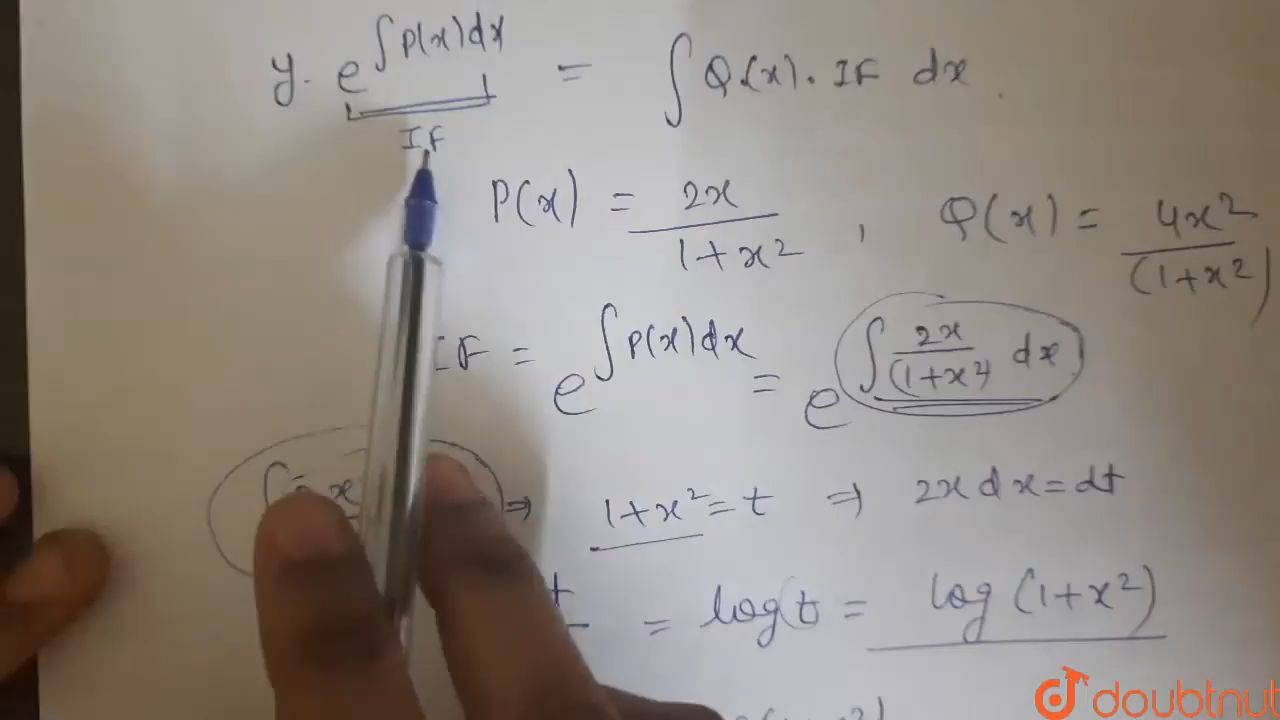 y. e^{∫P(x)dx} = ∫Q(x). IF dx.
IF
P(x) = 2x/(1+x²) , Q(x) = 4x²/(1+x²)
IF = e^{∫P(x)dx} = e^{∫ 2x/(1+x²) dx}
∫ x ⇒ 1+x² = t ⇒ 2x dx = dt
t = log(t = log (1+x²)
doubtnut